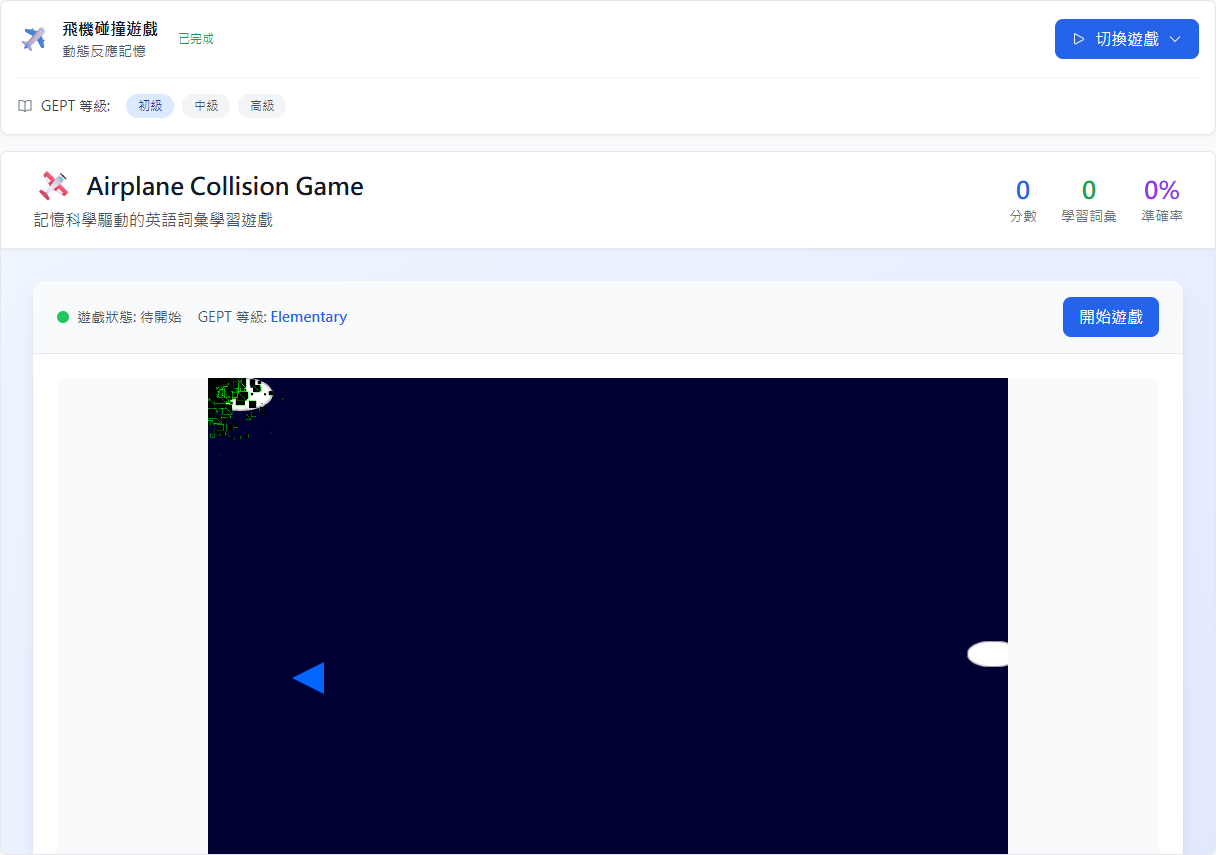 飛機碰撞遊戲
動態反應記憶
已完成
切換遊戲
GEPT 等級: 初級 中級 高級
Airplane Collision Game
記憶科學驅動的英語詞彙學習遊戲
0 0 0%
分數 學習詞彙 準確率
遊戲狀態: 待開始 GEPT 等級: Elementary
開始遊戲